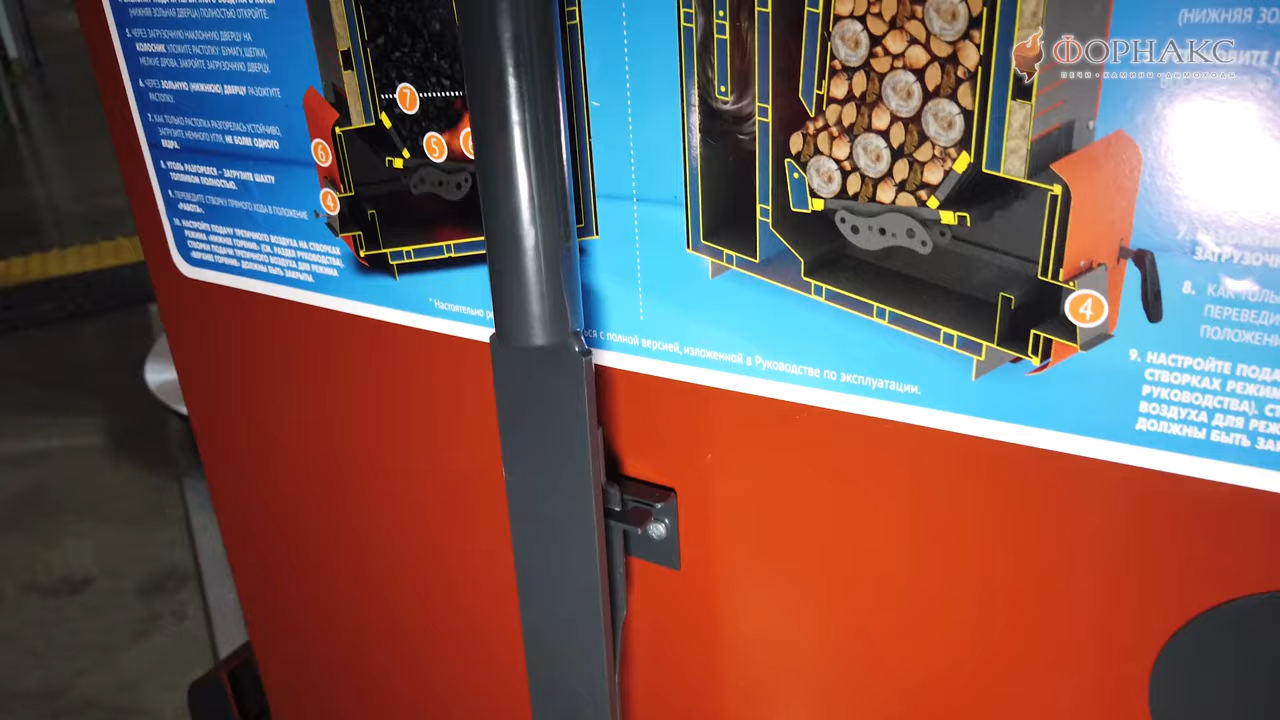 (НИЖНЯЯ ЗОЛЬНАЯ ДВЕРЦА) ПОЛНОСТЬЮ ОТКРОЙТЕ.
5. ЧЕРЕЗ ЗАГРУЗОЧНУЮ НАКЛОННУЮ ДВЕРЦУ НА
КОЛОСНИК УЛОЖИТЕ РАСТОПКУ: БУМАГУ, ЩЕПКИ,
МЕЛКИЕ ДРОВА. ЗАКРОЙТЕ ЗАГРУЗОЧНУЮ ДВЕРЦУ.
6. ЧЕРЕЗ ЗОЛЬНУЮ (НИЖНЮЮ) ДВЕРЦУ РАЗОЖГИТЕ
РАСТОПКУ.
7. КАК ТОЛЬКО РАСТОПКА РАЗГОРЕЛАСЬ УСТОЙЧИВО,
ЗАГРУЗИТЕ НЕМНОГО УГЛЯ, НЕ БОЛЕЕ ОДНОГО
ВЕДРА.
8. УГОЛЬ РАЗГОРЕЛСЯ – ЗАГРУЗИТЕ ШАХТУ
ТОПЛИВОМ ПОЛНОСТЬЮ.
9. ПЕРЕВЕДИТЕ СТВОРКУ ПРЯМОГО ХОДА В ПОЛОЖЕНИЕ
«РАБОТА».
10. НАСТРОЙТЕ ПОДАЧУ ТРЕТИЧНОГО ВОЗДУХА НА СТВОРКАХ
РЕЖИМА «НИЖНЕЕ ГОРЕНИЕ» (СМ. РАЗДЕЛ РУКОВОДСТВА).
СТВОРКИ ПОДАЧИ ТРЕТИЧНОГО ВОЗДУХА ДЛЯ РЕЖИМА
«ВЕРХНЕЕ ГОРЕНИЕ» ДОЛЖНЫ БЫТЬ ЗАКРЫТЫ.
7
6
5
4
* Настоятельно
с полной версией, изложенной в Руководстве по эксплуатации.
4
ФОРНАКС
ПЕЧИ • КАМИНЫ • ДЫМОХОДЫ
(НИЖНЯЯ
ЗАГРУЗОЧН
8. КАК ТОЛЬ
ПЕРЕВЕДИ
ПОЛОЖЕНИ
9. НАСТРОЙТЕ ПОДА
СТВОРКАХ РЕЖИМ
РУКОВОДСТВА). СТ
ВОЗДУХА ДЛЯ РЕЖ
ДОЛЖНЫ БЫТЬ ЗАК